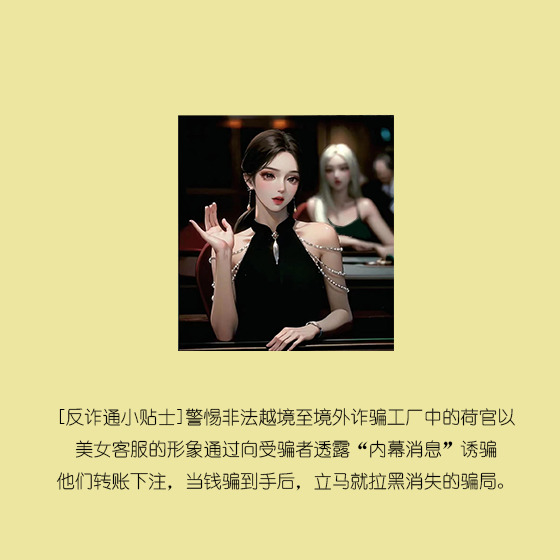 [反诈通小贴士]警惕非法越境至境外诈骗工厂中的荷官以
美女客服的形象通过向受骗者透露“内幕消息”诱骗
他们转账下注，当钱骗到手后，立马就拉黑消失的骗局。